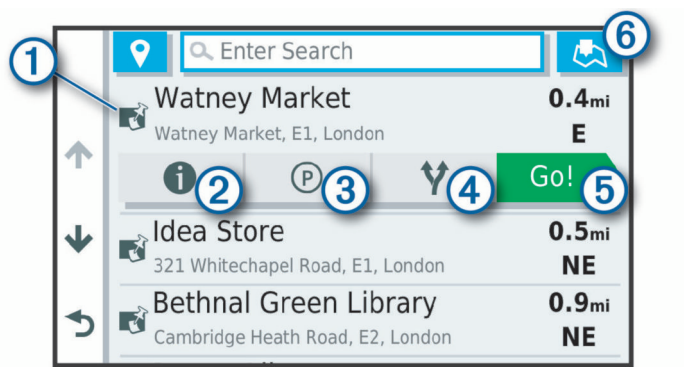 6
1
Enter Search
Watney Market
0.4mi
Watney Market, E1, London
E
i
2
P
3
4
Go!
5
Idea Store
0.5mi
321 Whitechapel Road, E1, London
NE
Bethnal Green Library
0.9mi
Cambridge Heath Road, E2, London
NE